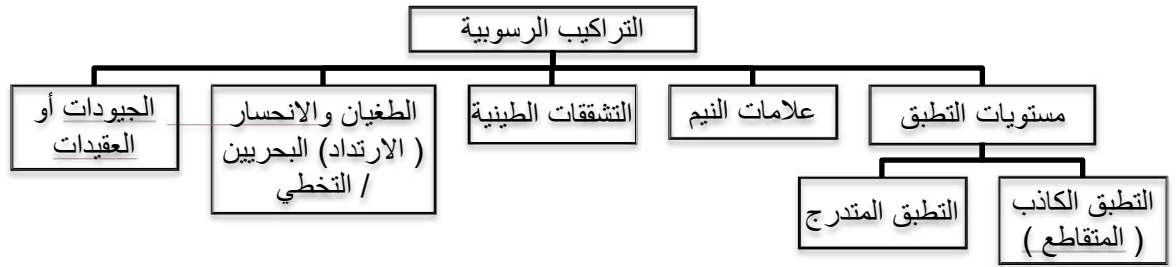 التراكيب الرسوبية
مستويات التطبق
علامات النيم
التشققات الطينية
الطغيان والانحسار
( الارتداد) البحريين
/ التخطي
الجيودات أو
العقيدات
التطبق الكاذب
( المتقاطع )
التطبق المتدرج